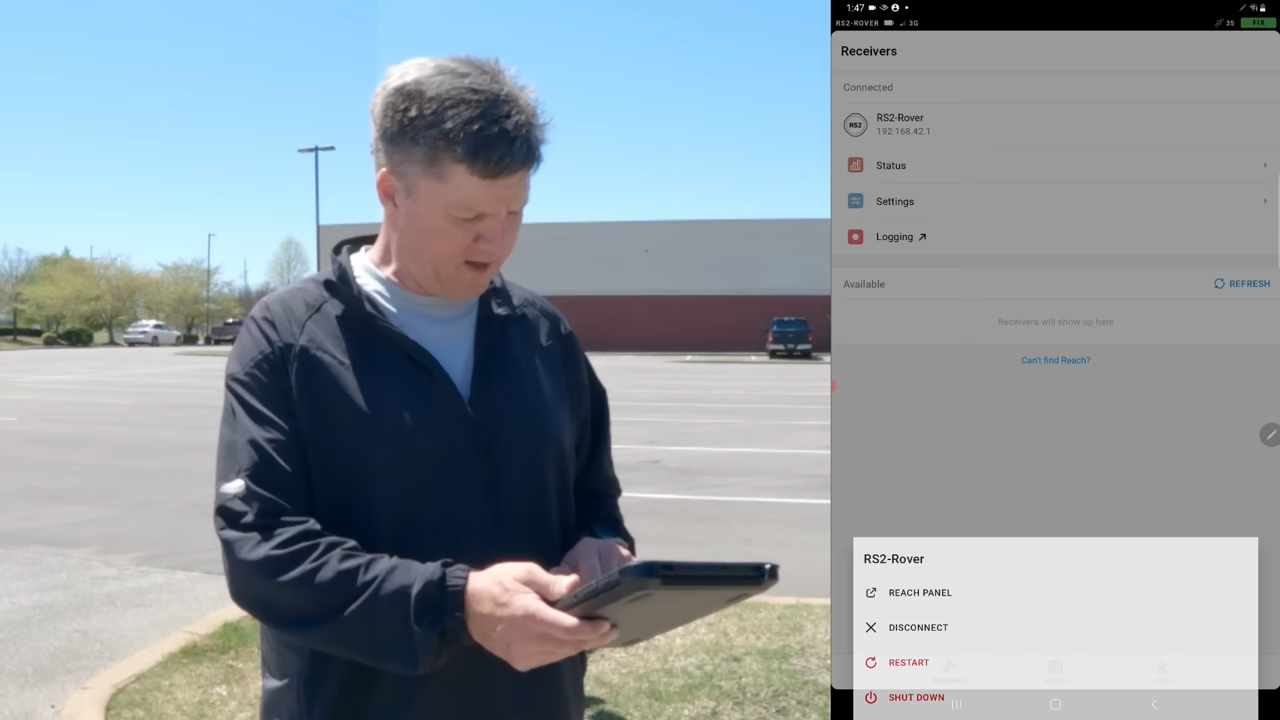 1:47
RS2-ROVER 3G 35 FIX
Receivers
Connected
RS2
RS2-Rover
192.168.42.1
Status
Settings
Logging
Available REFRESH
Receivers will show up here
Can't find Reach?
RS2-Rover
REACH PANEL
DISCONNECT
RESTART
SHUT DOWN